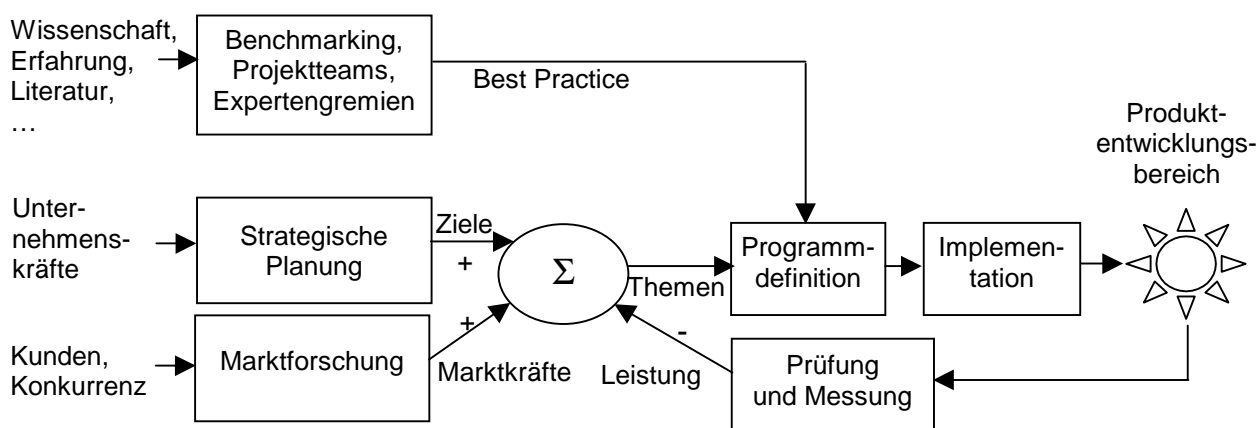 Wissenschaft,
Erfahrung,
Literatur,
…
Benchmarking,
Projektteams,
Expertengremien
Best Practice
Produkt-
entwicklungs-
bereich
Unter-
nehmens-
kräfte
Strategische
Planung
Ziele
+
Σ
Themen
Programm-
definition
Implemen-
tation
Kunden,
Konkurrenz
Marktforschung
+
Marktkräfte
Leistung
-
Prüfung
und Messung